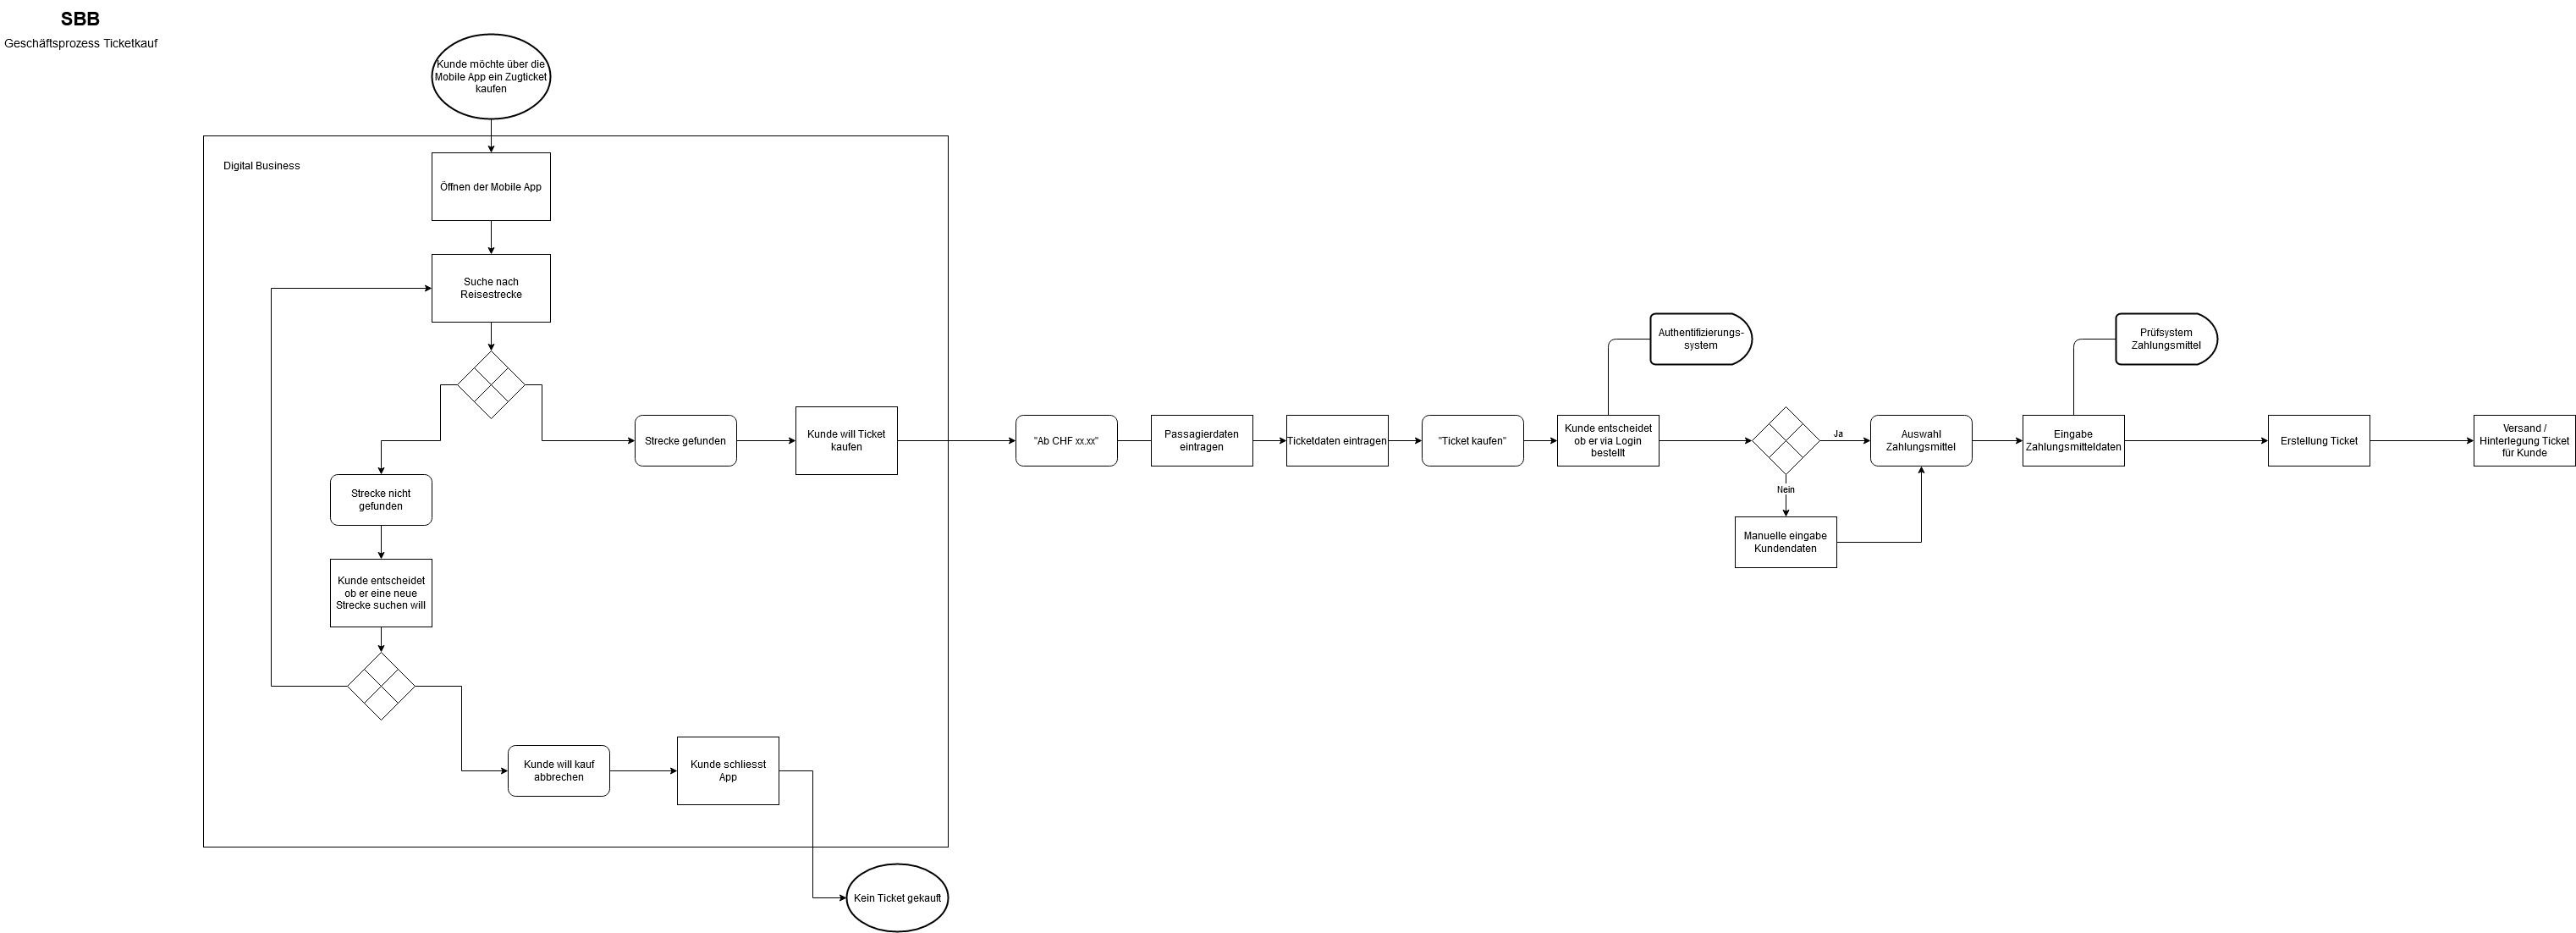 SBB
Geschäftsprozess Ticketkauf
Kunde möchte über die
Mobile App ein Zugticket
kaufen
Digital Business
Öffnen der Mobile App
Suche nach
Reisestrecke
Strecke gefunden
Kunde will Ticket
kaufen
"Ab CHF xx.xx"
Passagierdaten
eintragen
Ticketdaten eintragen
"Ticket kaufen"
Kunde entscheidet
ob er via Login
bestellt
Authentifizierungs-
system
Ja
Nein
Manuelle eingabe
Kundendaten
Auswahl
Zahlungsmittel
Eingabe
Zahlungsmitteldaten
Prüfsystem
Zahlungsmittel
Erstellung Ticket
Versand /
Hinterlegung Ticket
für Kunde
Strecke nicht
gefunden
Kunde entscheidet
ob er eine neue
Strecke suchen will
Kunde will kauf
abbrechen
Kunde schliesst
App
Kein Ticket gekauft